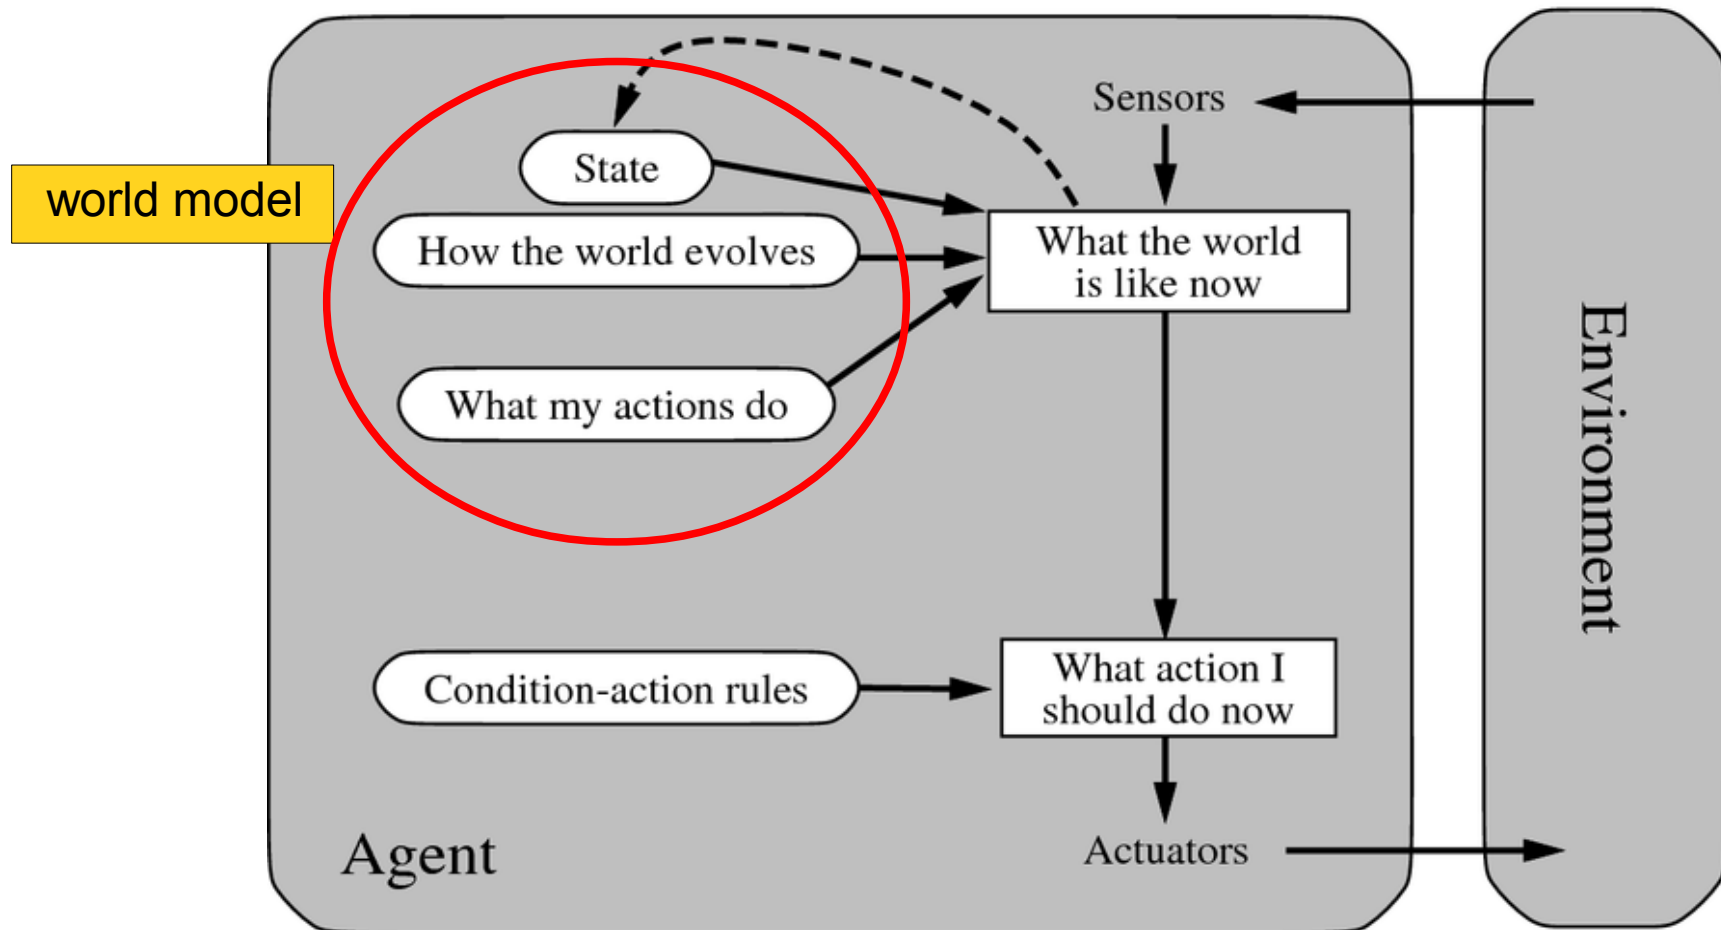 world model
Sensors
State
How the world evolves
What the world
is like now
What my actions do
Environment
Condition-action rules
What action I
should do now
Agent
Actuators